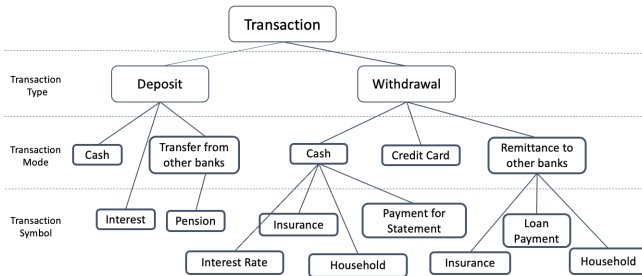 Transaction
Transaction
Type
Deposit
Withdrawal
Transaction
Mode
Cash
Transfer from
other banks
Cash
Credit Card
Remittance to
other banks
Transaction
Symbol
Interest
Pension
Insurance
Payment for
Statement
Loan
Payment
Interest Rate
Household
Insurance
Household